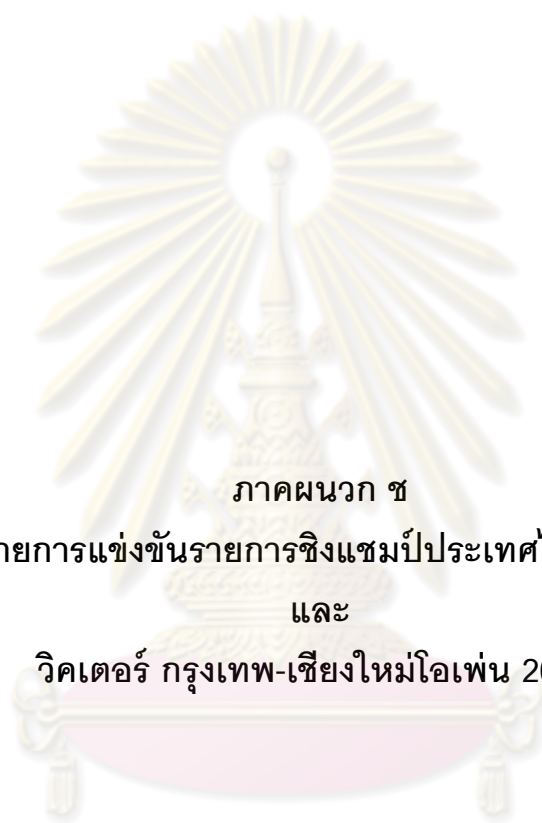 ภาคผนวก ช
ายการแข่งขันรายการชิงแชมป์ประเทศไ
และ
วิคเตอร์ กรุงเทพ-เชียงใหม่โอเพ่น 2